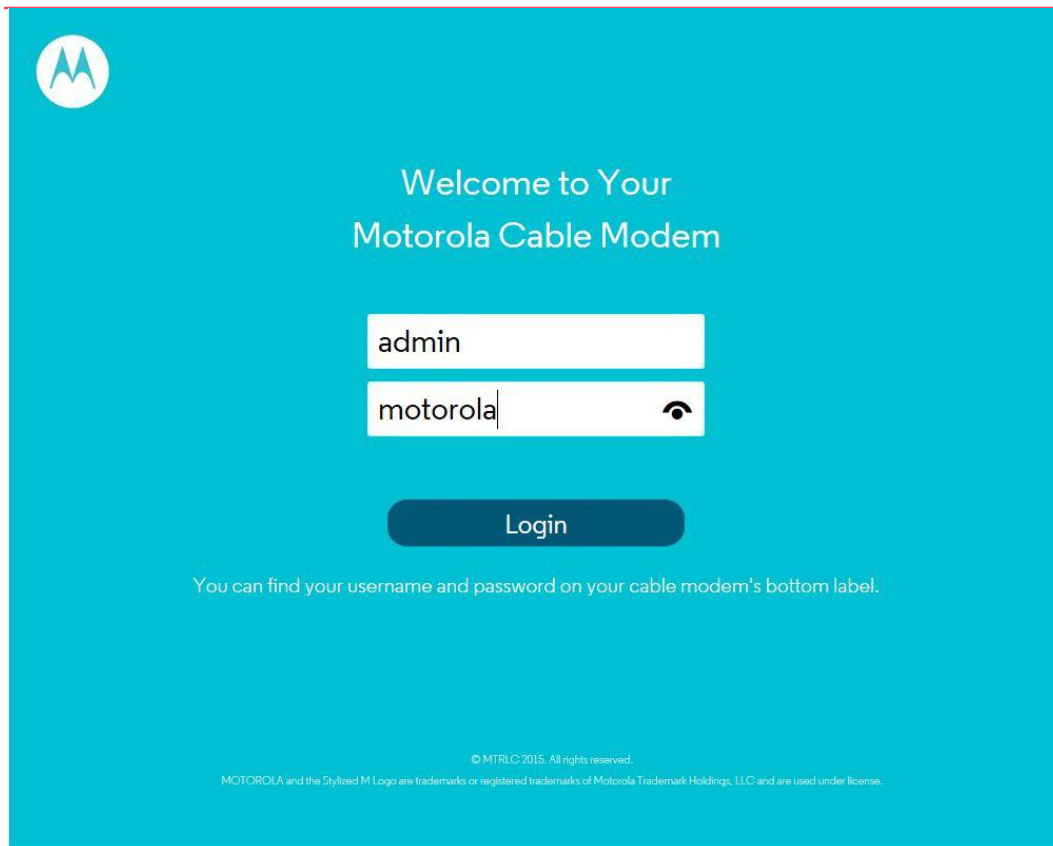 Welcome to Your
Motorola Cable Modem
admin
motorola
Login
You can find your username and password on your cable modem's bottom label.
© MTRLC 2015. All rights reserved.
MOTOROLA and the Stylized M Logo are trademarks or registered trademarks of Motorola Trademark Holdings, LLC and are used under license.